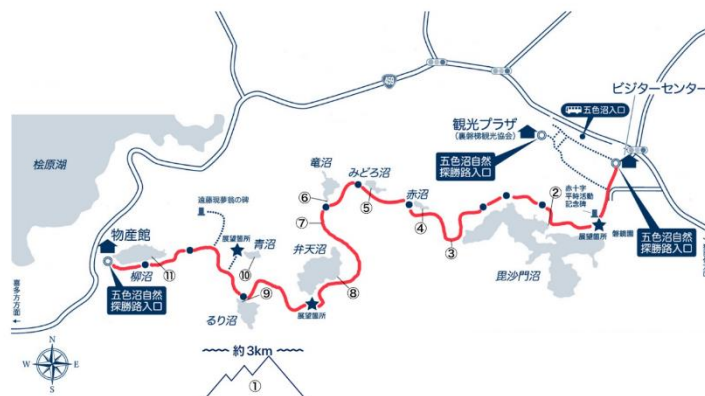 ビジターセンター
五色沼入口
観光プラザ
(裏磐梯観光協会)
五色沼自然
探勝路入口
桧原湖
竜沼
みどろ沼
⑥
⑤
赤沼
④
②
赤十字
平時活動
記念碑
遠藤現夢翁の碑
⑦
③
展望箇所
磐観園
五色沼自然
探勝路入口
毘沙門沼
物産館
展望箇所
青沼
弁天沼
⑩
⑪
柳沼
⑨
⑧
五色沼自然
探勝路入口
るり沼
展望箇所
喜多方方面
N
W
E
S
約3km
①